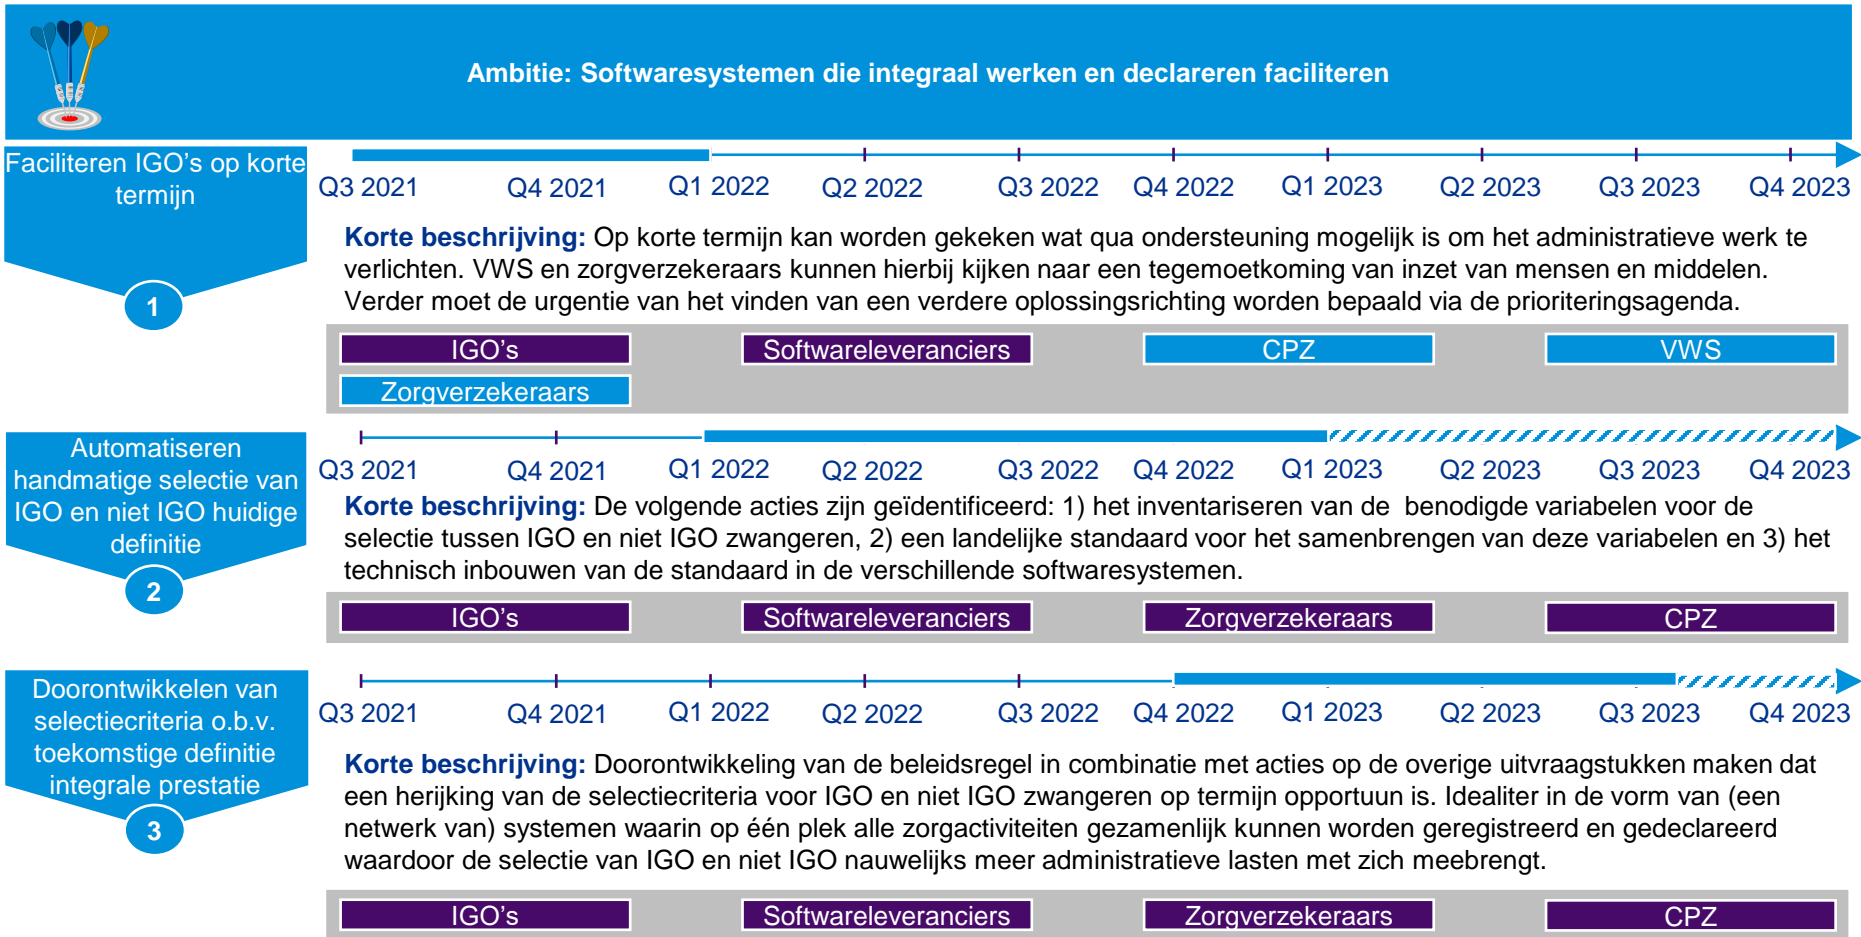 Ambitie: Softwaresystemen die integraal werken en declareren faciliteren
Faciliteren IGO’s op korte
termijn
1
Q3 2021 Q4 2021 Q1 2022 Q2 2022 Q3 2022 Q4 2022 Q1 2023 Q2 2023 Q3 2023 Q4 2023
Korte beschrijving: Op korte termijn kan worden gekeken wat qua ondersteuning mogelijk is om het administratieve werk te
verlichten. VWS en zorgverzekeraars kunnen hierbij kijken naar een tegemoetkoming van inzet van mensen en middelen.
Verder moet de urgentie van het vinden van een verdere oplossingsrichting worden bepaald via de prioriteringsagenda.
IGO’s Softwareleveranciers CPZ VWS
Zorgverzekeraars
Automatiseren
handmatige selectie van
IGO en niet IGO huidige
definitie
2
Q3 2021 Q4 2021 Q1 2022 Q2 2022 Q3 2022 Q4 2022 Q1 2023 Q2 2023 Q3 2023 Q4 2023
Korte beschrijving: De volgende acties zijn geïdentificeerd: 1) het inventariseren van de benodigde variabelen voor de
selectie tussen IGO en niet IGO zwangeren, 2) een landelijke standaard voor het samenbrengen van deze variabelen en 3) het
technisch inbouwen van de standaard in de verschillende softwaresystemen.
IGO’s Softwareleveranciers Zorgverzekeraars CPZ
Doorontwikkelen van
selectiecriteria o.b.v.
toekomstige definitie
integrale prestatie
3
Q3 2021 Q4 2021 Q1 2022 Q2 2022 Q3 2022 Q4 2022 Q1 2023 Q2 2023 Q3 2023 Q4 2023
Korte beschrijving: Doorontwikkeling van de beleidsregel in combinatie met acties op de overige uitvraagstukken maken dat
een herijking van de selectiecriteria voor IGO en niet IGO zwangeren op termijn opportuun is. Idealiter in de vorm van (een
netwerk van) systemen waarin op één plek alle zorgactiviteiten gezamenlijk kunnen worden geregistreerd en gedeclareerd
waardoor de selectie van IGO en niet IGO nauwelijks meer administratieve lasten met zich meebrengt.
IGO’s Softwareleveranciers Zorgverzekeraars CPZ